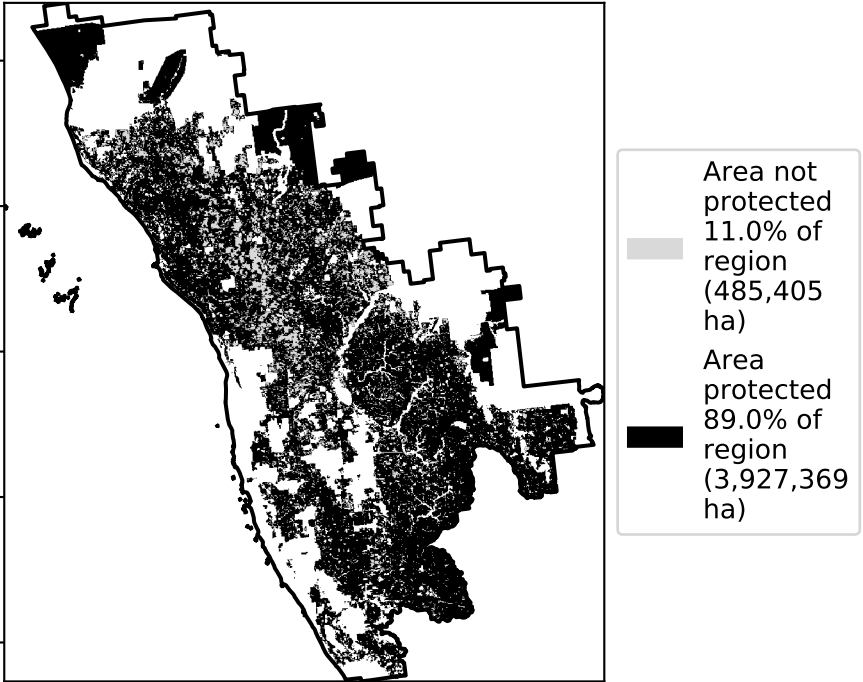 Area not
protected
11.0% of
region
(485,405
ha)
Area
protected
89.0% of
region
(3,927,369
ha)